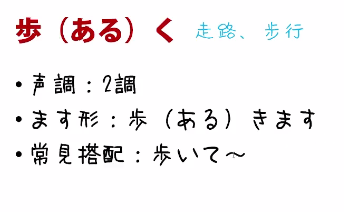 歩（ある）く 走路、步行
• 声調：2調
• ます形：歩（ある）きます
• 常見搭配：歩いて～